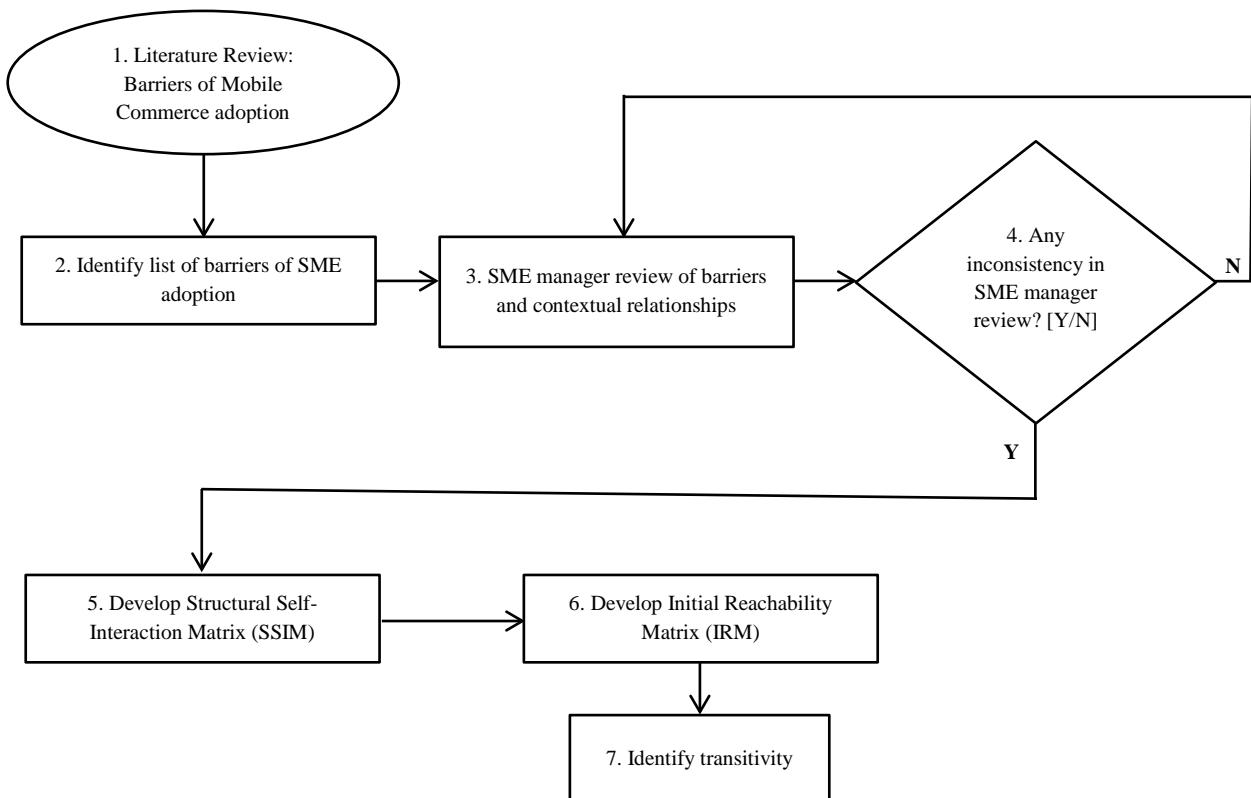 1. Literature Review:
Barriers of Mobile
Commerce adoption
2. Identify list of barriers of SME
adoption
3. SME manager review of barriers
and contextual relationships
4. Any
inconsistency in
SME manager
review? [Y/N]
N
Y
5. Develop Structural Self-
Interaction Matrix (SSIM)
6. Develop Initial Reachability
Matrix (IRM)
7. Identify transitivity